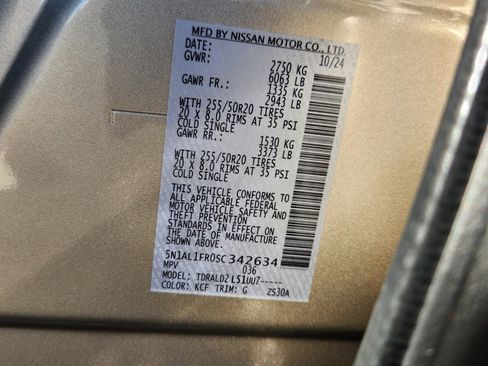 MFD BY NISSAN MOTOR CO., LTD
DATE: 10/24
GVWR: 2750 KG
6063 LB
GAWR FR.: 1335 KG
2943 LB
WITH 255/50R20 TIRES
20 x 8.0 RIMS AT 35 PSI
COLD SINGLE
GAWR RR.: 1530 KG
3373 LB
WITH 255/50R20 TIRES
20 x 8.0 RIMS AT 35 PSI
COLD SINGLE
THIS VEHICLE CONFORMS TO
ALL APPLICABLE FEDERAL
MOTOR VEHICLE SAFETY AND
THEFT PREVENTION
STANDARDS IN EFFECT ON
THE DATE OF MANUFACTURE
SHOWN ABOVE.
5N1AL1FR0SC342634
MPV 036
MODEL: TDRALD2 L51UU7-----
COLOR: KCF TRIM: G ZS30A